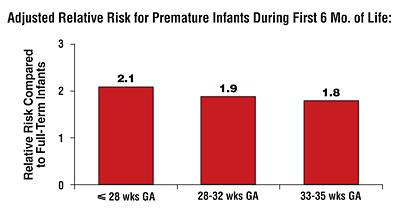 Adjusted Relative Risk for Premature Infants During First 6 Mo. of Life:
Relative Risk Compared
to Full-Term Infants
3
2
1
0
2.1
1.9
1.8
⩽ 28 wks GA
28-32 wks GA
33-35 wks GA